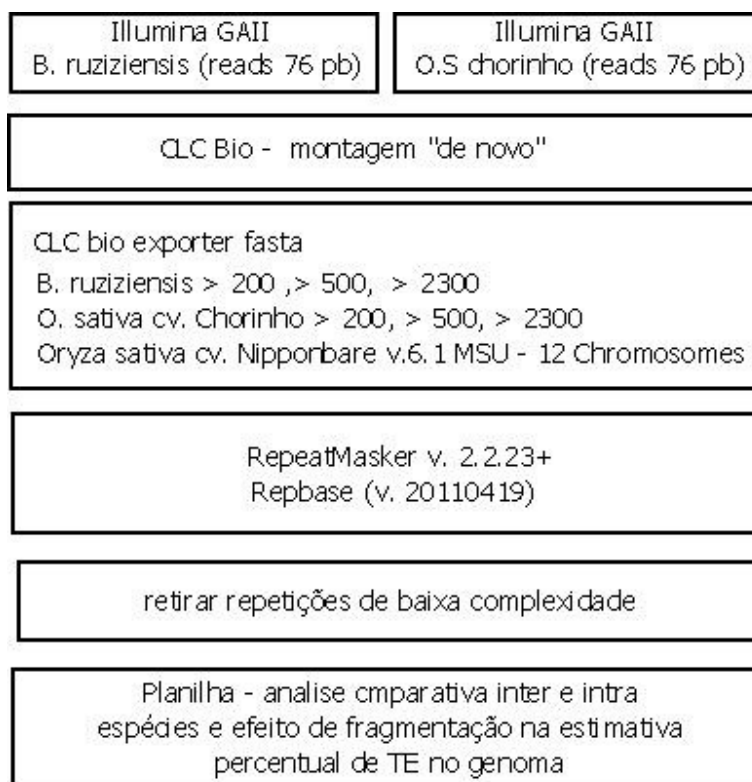 Illumina GAII
B. ruziziensis (reads 76 pb)
Illumina GAII
O.S chorinho (reads 76 pb)
CLC Bio - montagem "de novo"
CLC bio exporter fasta
B. ruziziensis > 200 ,> 500, > 2300
O. sativa cv. Chorinho > 200, > 500, > 2300
Oryza sativa cv. Nipponbare v.6.1 MSU - 12 Chromosomes
RepeatMasker v. 2.2.23+
Repbase (v. 20110419)
retirar repetições de baixa complexidade
Planilha - analise cmparativa inter e intra
espécies e efeito de fragmentação na estimativa
percentual de TE no genoma